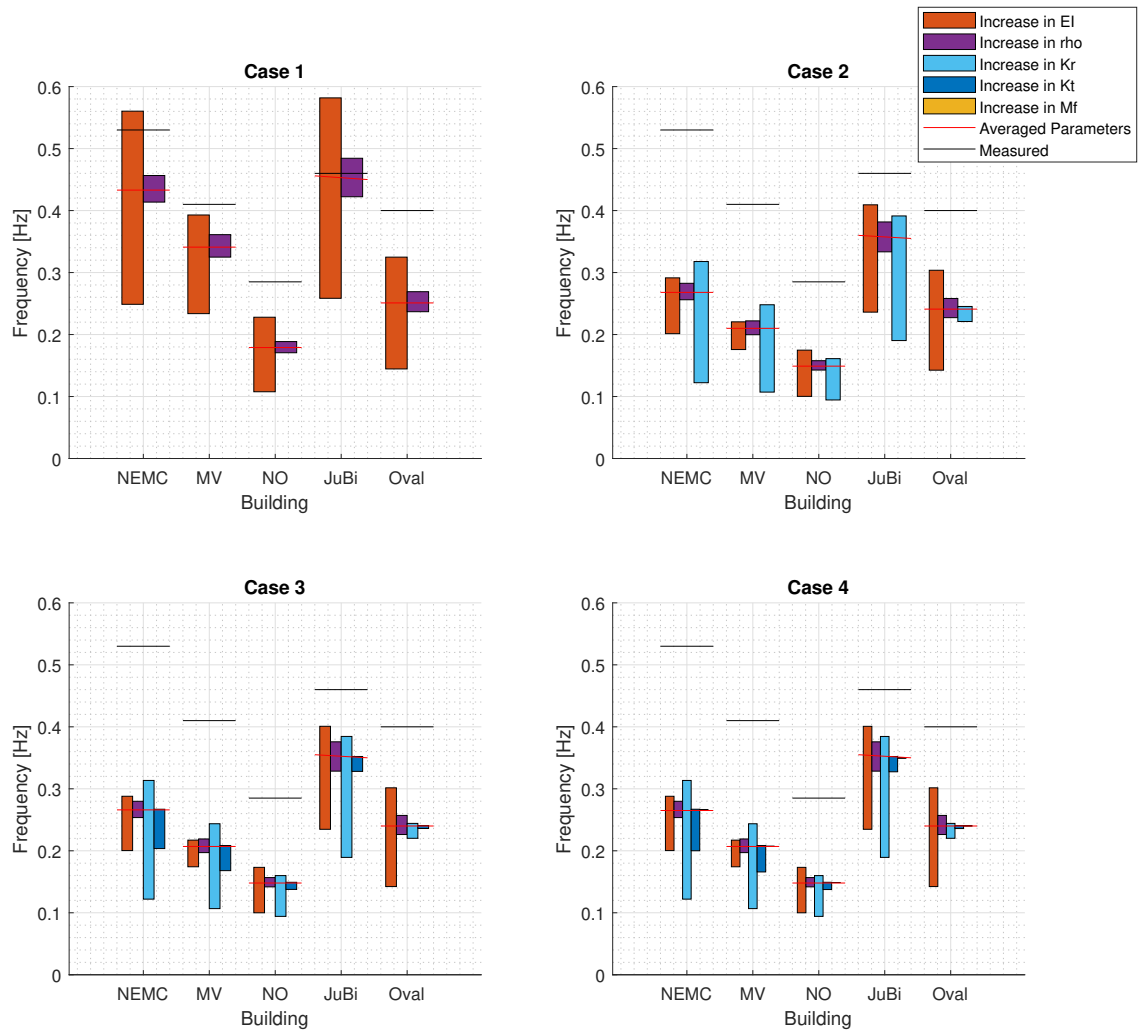 Increase in EI
Increase in rho
Increase in Kr
Increase in Kt
Increase in Mf
Averaged Parameters
Measured
Case 1
0.6
0.5
0.4
0.3
0.2
0.1
0
Frequency [Hz]
NEMC MV NO JuBi Oval
Building
Case 2
0.6
0.5
0.4
0.3
0.2
0.1
0
Frequency [Hz]
NEMC MV NO JuBi Oval
Building
Case 3
0.6
0.5
0.4
0.3
0.2
0.1
0
Frequency [Hz]
NEMC MV NO JuBi Oval
Building
Case 4
0.6
0.5
0.4
0.3
0.2
0.1
0
Frequency [Hz]
NEMC MV NO JuBi Oval
Building